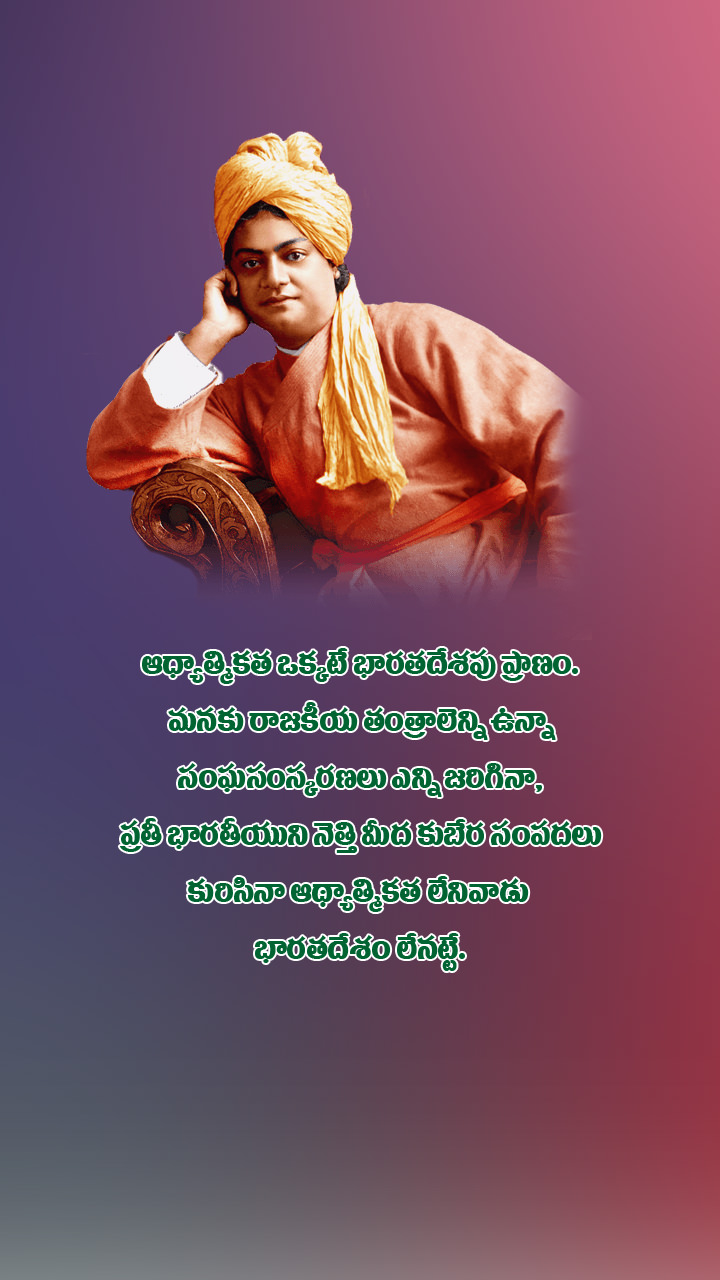 ఆధ్యాత్మికత ఒక్కటే భారతదేశపు ప్రాణం.
మనకు రాజకీయ తంత్రాలెన్ని ఉన్నా
సంఘసంస్కరణలు ఎన్ని జరిగినా,
ప్రతీ భారతీయుని నెత్తి మీద కుబేర సంపదలు
కురిసినా ఆధ్యాత్మికత లేనివాడు
భారతదేశం లేనట్టే.